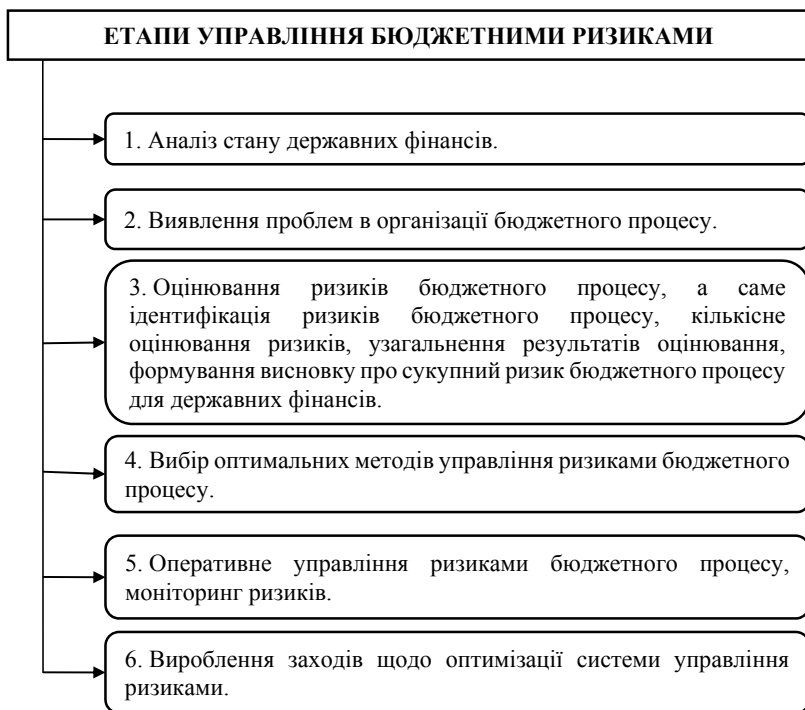 ЕТАПИ УПРАВЛІННЯ БЮДЖЕТНИМИ РИЗИКАМИ
1. Аналіз стану державних фінансів.
2. Виявлення проблем в організації бюджетного процесу.
3. Оцінювання ризиків бюджетного процесу, а саме
ідентифікація ризиків бюджетного процесу, кількісне
оцінювання ризиків, узагальнення результатів оцінювання,
формування висновку про сукупний ризик бюджетного процесу
для державних фінансів.
4. Вибір оптимальних методів управління ризиками бюджетного
процесу.
5. Оперативне управління ризиками бюджетного процесу,
моніторинг ризиків.
6. Вироблення заходів щодо оптимізації системи управління
ризиками.